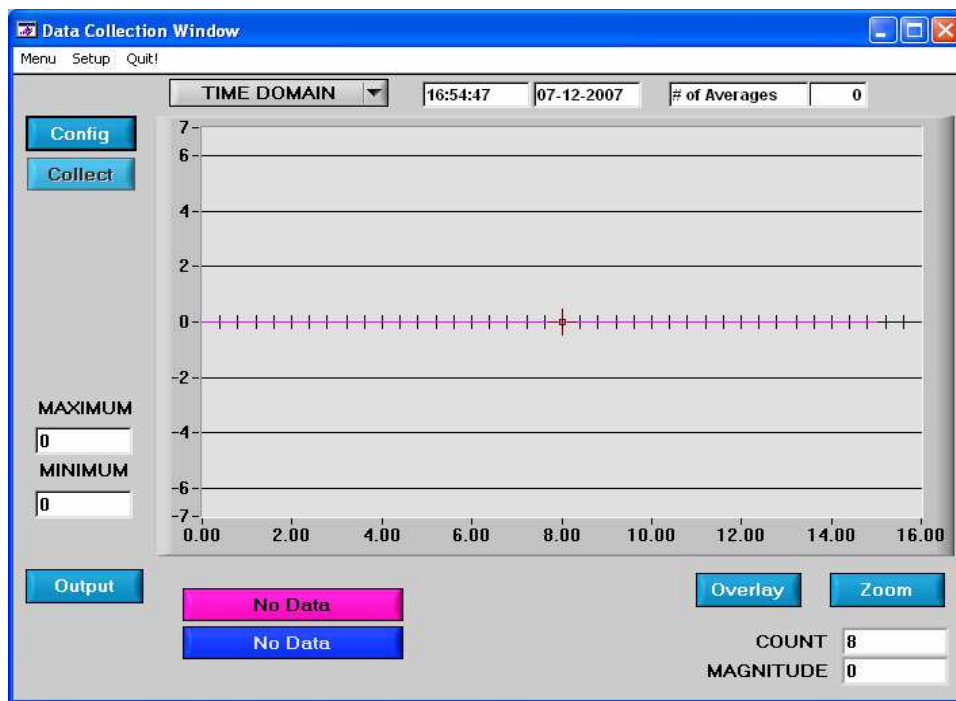 Data Collection Window
Menu Setup Quit!
TIME DOMAIN 16:54:47 07-12-2007 # of Averages 0
Config
Collect
7
6
4
2
0
-2
-4
-6
-7
0.00 2.00 4.00 6.00 8.00 10.00 12.00 14.00 16.00
MAXIMUM
0
MINIMUM
0
Output
No Data
No Data
Overlay Zoom
COUNT 8
MAGNITUDE 0